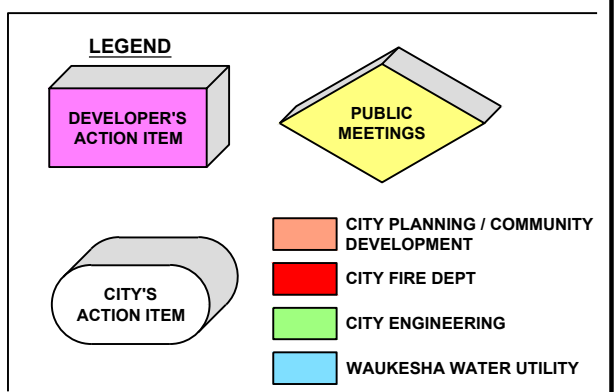 LEGEND
DEVELOPER'S
ACTION ITEM
PUBLIC
MEETINGS
CITY'S
ACTION ITEM
CITY PLANNING / COMMUNITY
DEVELOPMENT
CITY FIRE DEPT
CITY ENGINEERING
WAUKESHA WATER UTILITY